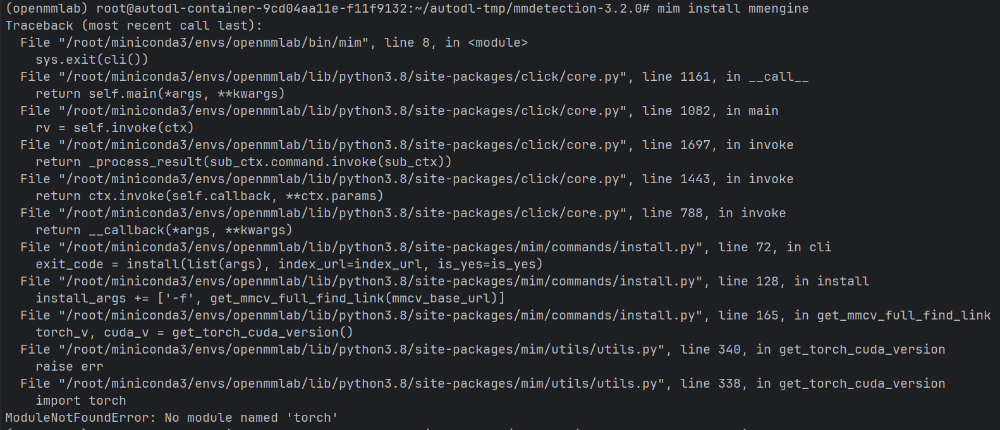 (openmmlab) root@autodl-container-9cd04aa11e-f11f9132:~/autodl-tmp/mmdetection-3.2.0# mim install mmengine
Traceback (most recent call last):
  File "/root/miniconda3/envs/openmmlab/bin/mim", line 8, in <module>
    sys.exit(cli())
  File "/root/miniconda3/envs/openmmlab/lib/python3.8/site-packages/click/core.py", line 1161, in __call__
    return self.main(*args, **kwargs)
  File "/root/miniconda3/envs/openmmlab/lib/python3.8/site-packages/click/core.py", line 1082, in main
    rv = self.invoke(ctx)
  File "/root/miniconda3/envs/openmmlab/lib/python3.8/site-packages/click/core.py", line 1697, in invoke
    return _process_result(sub_ctx.command.invoke(sub_ctx))
  File "/root/miniconda3/envs/openmmlab/lib/python3.8/site-packages/click/core.py", line 1443, in invoke
    return ctx.invoke(self.callback, **ctx.params)
  File "/root/miniconda3/envs/openmmlab/lib/python3.8/site-packages/click/core.py", line 788, in invoke
    return __callback(*args, **kwargs)
  File "/root/miniconda3/envs/openmmlab/lib/python3.8/site-packages/mim/commands/install.py", line 72, in cli
    exit_code = install(list(args), index_url=index_url, is_yes=is_yes)
  File "/root/miniconda3/envs/openmmlab/lib/python3.8/site-packages/mim/commands/install.py", line 128, in install
    install_args += ['-f', get_mmcv_full_find_link(mmcv_base_url)]
  File "/root/miniconda3/envs/openmmlab/lib/python3.8/site-packages/mim/commands/install.py", line 165, in get_mmcv_full_find_link
    torch_v, cuda_v = get_torch_cuda_version()
  File "/root/miniconda3/envs/openmmlab/lib/python3.8/site-packages/mim/utils/utils.py", line 340, in get_torch_cuda_version
    raise err
  File "/root/miniconda3/envs/openmmlab/lib/python3.8/site-packages/mim/utils/utils.py", line 338, in get_torch_cuda_version
    import torch
ModuleNotFoundError: No module named 'torch'